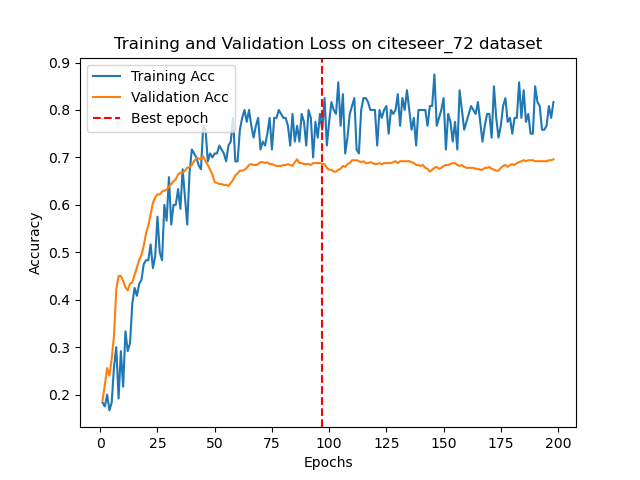 Training and Validation Loss on citeseer_72 dataset
Training Acc
Validation Acc
Best epoch
0.9
0.8
0.7
0.6
0.5
0.4
0.3
0.2
Accuracy
0 25 50 75 100 125 150 175 200
Epochs